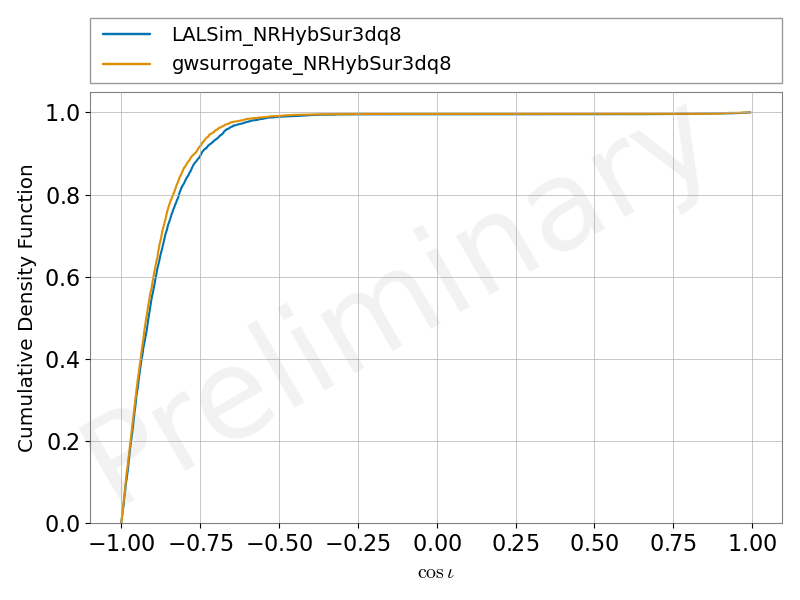 LALSim_NRHybSur3dq8
gwsurrogate_NRHybSur3dq8
1.0
0.8
0.6
0.4
0.2
0.0
Cumulative Density Function
Preliminary
−1.00 −0.75 −0.50 −0.25 0.00 0.25 0.50 0.75 1.00
cos ι